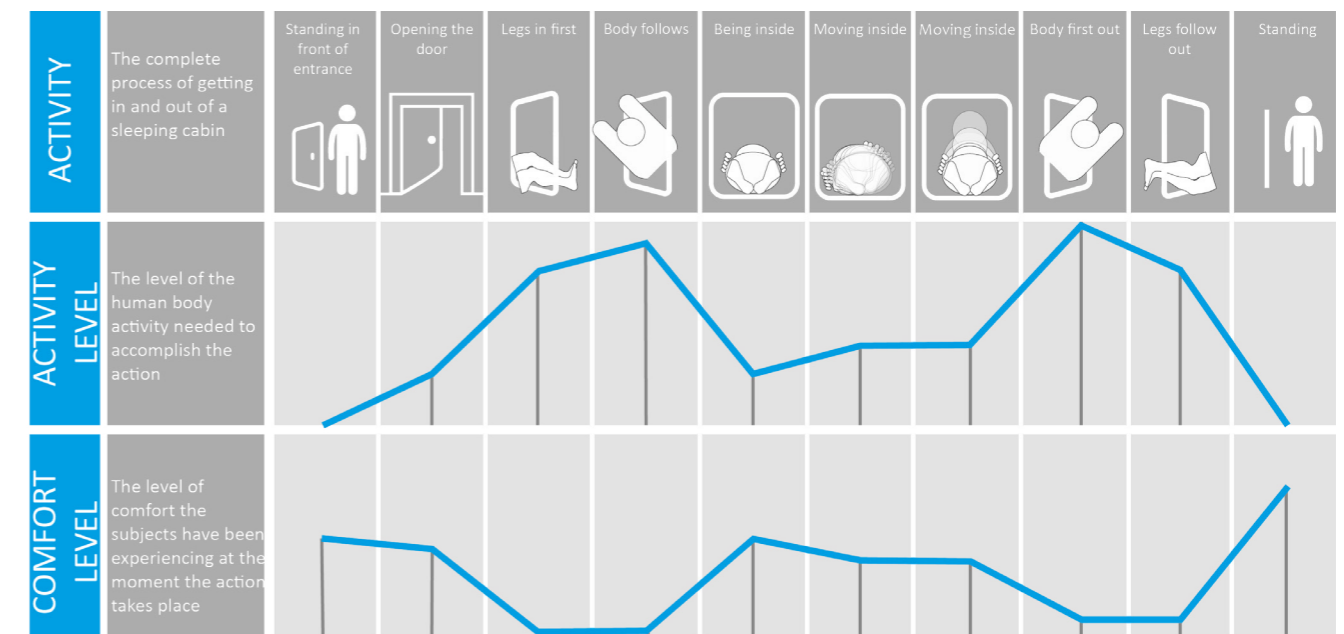 ACTIVITY
The complete
process of getting
in and out of a
sleeping cabin
Standing in
front of
entrance
Opening the
door
Legs in first
Body follows
Being inside
Moving inside
Moving inside
Body first out
Legs follow
out
Standing
ACTIVITY
LEVEL
The level of the
human body
activity needed to
accomplish the
action
COMFORT
LEVEL
The level of
comfort the
subjects have been
experiencing at the
moment the action
takes place